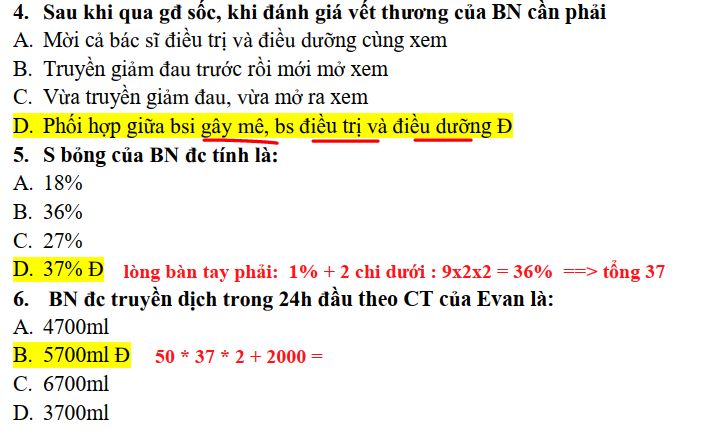 4. Sau khi qua gđ sốc, khi đánh giá vết thương của BN cần phải
A. Mời cả bác sĩ điều trị và điều dưỡng cùng xem
B. Truyền giảm đau trước rồi mới mở xem
C. Vừa truyền giảm đau, vừa mở ra xem
D. Phối hợp giữa bsi gây mê, bs điều trị và điều dưỡng Đ
5. S bỏng của BN đc tính là:
A. 18%
B. 36%
C. 27%
D. 37% Đ lòng bàn tay phải: 1% + 2 chi dưới : 9x2x2 = 36% ==> tổng 37
6. BN đc truyền dịch trong 24h đầu theo CT của Evan là:
A. 4700ml
B. 5700ml Đ 50 * 37 * 2 + 2000 =
C. 6700ml
D. 3700ml